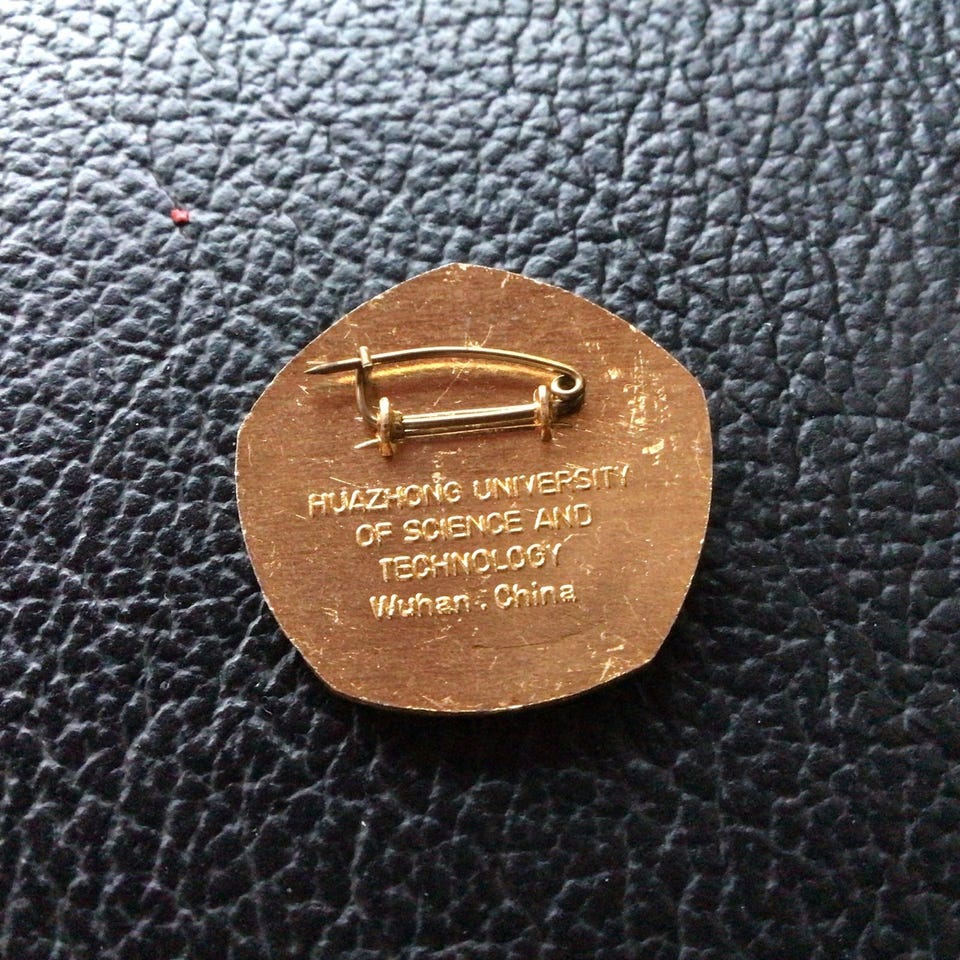 HUAZHONG UNIVERSITY
OF SCIENCE AND
TECHNOLOGY
Wuhan · China